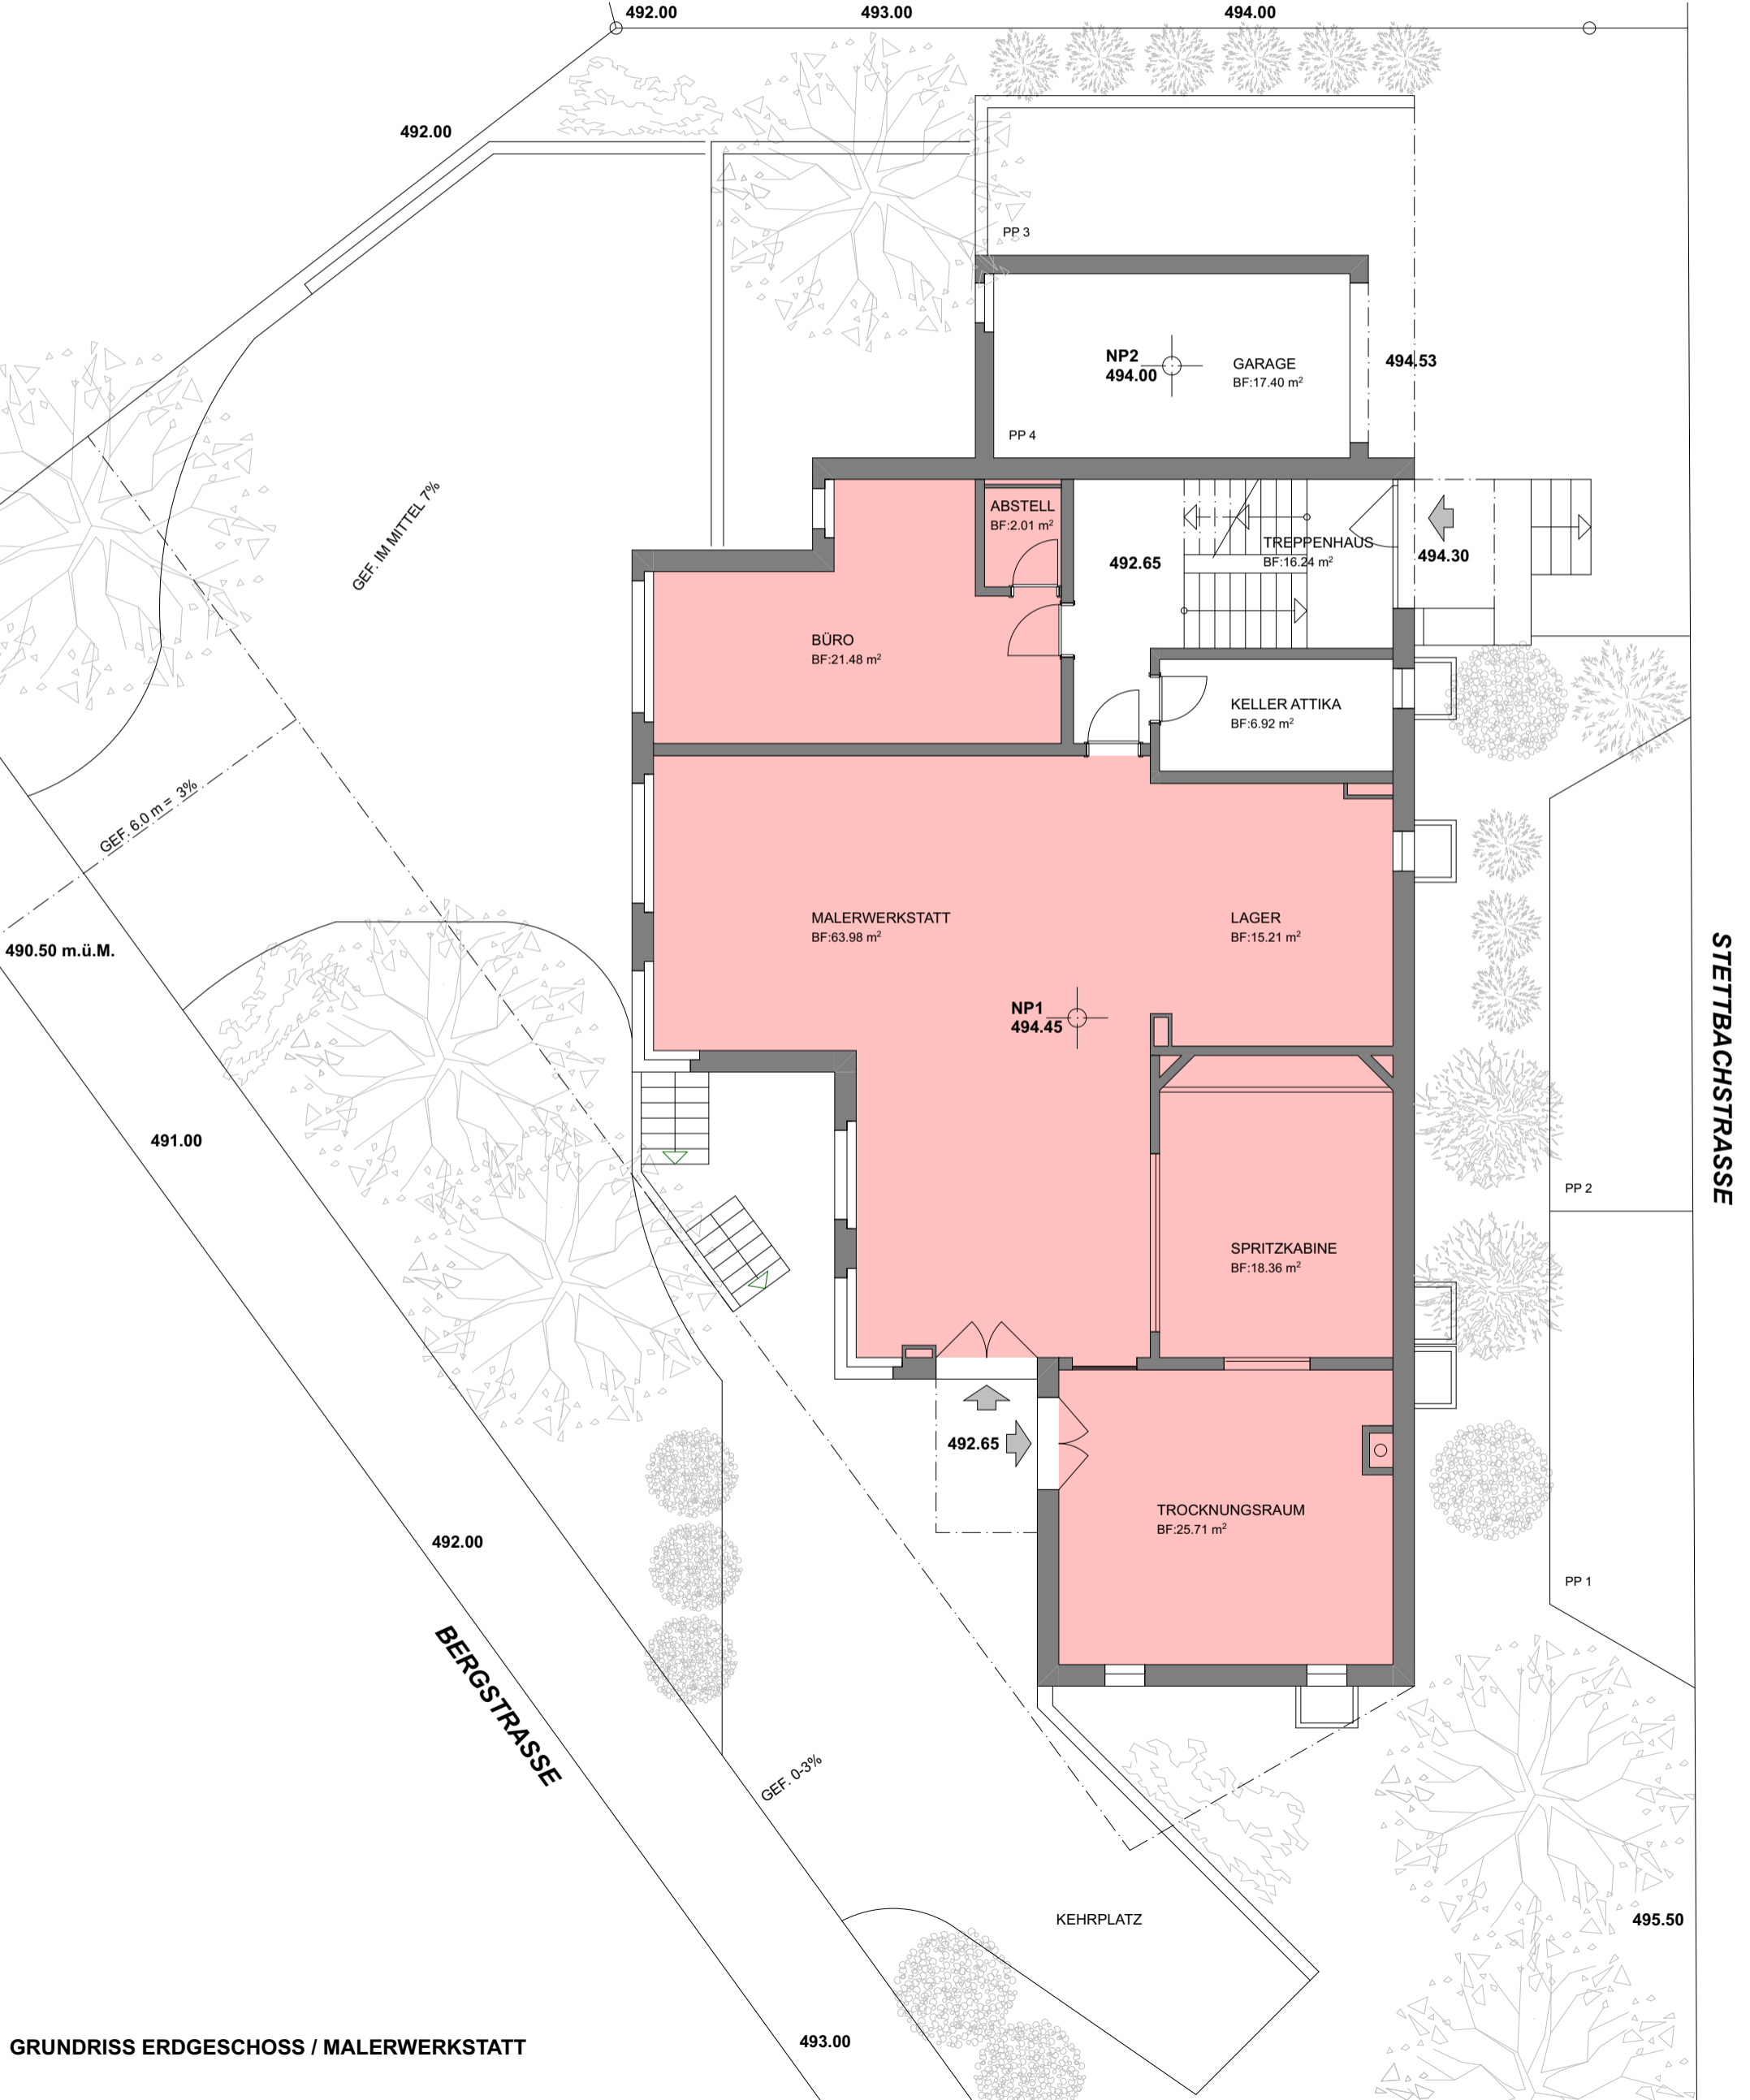 492.00
493.00
494.00
492.00
PP 3
NP2
494.00
GARAGE
BF:17.40 m²
494.53
PP 4
GEF. IM MITTEL 7%
ABSTELL
BF:2.01 m²
492.65
TREPPENHAUS
BF:16.24 m²
494.30
BÜRO
BF:21.48 m²
KELLER ATTIKA
BF:6.92 m²
GEF. 6.0 m = 3%
490.50 m.ü.M.
MALERWERKSTATT
BF:63.98 m²
LAGER
BF:15.21 m²
STETTBACHSTRASSE
NP1
494.45
491.00
PP 2
SPRITZKABINE
BF:18.36 m²
492.65
492.00
TROCKNUNGSRAUM
BF:25.71 m²
PP 1
BERGSTRASSE
GEF. 0-3%
KEHRPLATZ
495.50
493.00
GRUNDRISS ERDGESCHOSS / MALERWERKSTATT